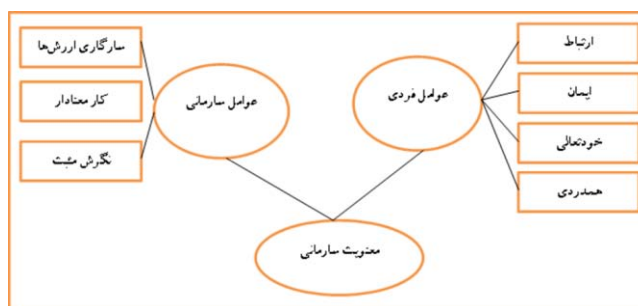 ارتباط
ایمان
خودتعالی
همدردی
عوامل فردی
عوامل سازمانی
سازگاری ارزش‌ها
کار معنادار
نگرش مثبت
معنویت سازمانی